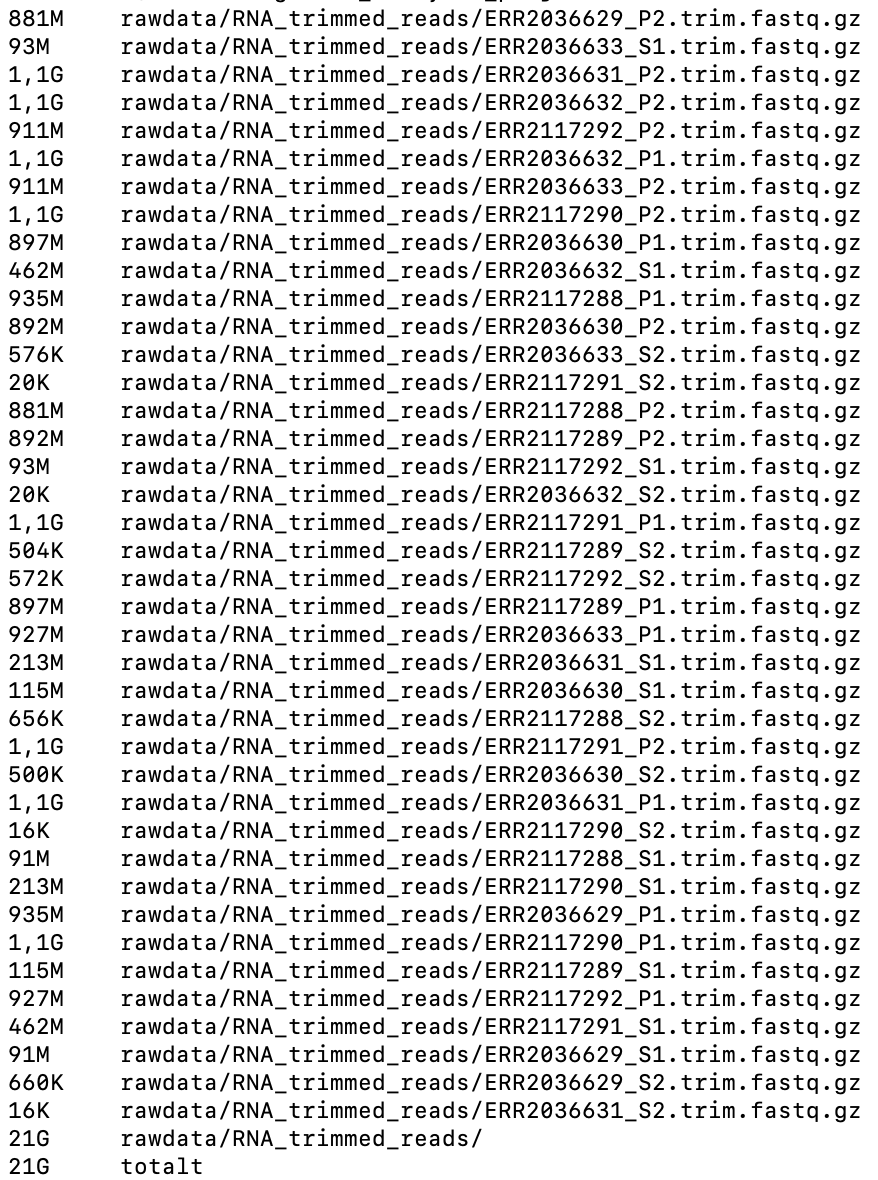 881M rawdata/RNA_trimmed_reads/ERR2036629_P2.trim.fastq.gz
93M rawdata/RNA_trimmed_reads/ERR2036633_S1.trim.fastq.gz
1,1G rawdata/RNA_trimmed_reads/ERR2036631_P2.trim.fastq.gz
1,1G rawdata/RNA_trimmed_reads/ERR2036632_P2.trim.fastq.gz
911M rawdata/RNA_trimmed_reads/ERR2117292_P2.trim.fastq.gz
1,1G rawdata/RNA_trimmed_reads/ERR2036632_P1.trim.fastq.gz
911M rawdata/RNA_trimmed_reads/ERR2036633_P2.trim.fastq.gz
1,1G rawdata/RNA_trimmed_reads/ERR2117290_P2.trim.fastq.gz
897M rawdata/RNA_trimmed_reads/ERR2036630_P1.trim.fastq.gz
462M rawdata/RNA_trimmed_reads/ERR2036632_S1.trim.fastq.gz
935M rawdata/RNA_trimmed_reads/ERR2117288_P1.trim.fastq.gz
892M rawdata/RNA_trimmed_reads/ERR2036630_P2.trim.fastq.gz
576K rawdata/RNA_trimmed_reads/ERR2036633_S2.trim.fastq.gz
20K rawdata/RNA_trimmed_reads/ERR2117291_S2.trim.fastq.gz
881M rawdata/RNA_trimmed_reads/ERR2117288_P2.trim.fastq.gz
892M rawdata/RNA_trimmed_reads/ERR2117289_P2.trim.fastq.gz
93M rawdata/RNA_trimmed_reads/ERR2117292_S1.trim.fastq.gz
20K rawdata/RNA_trimmed_reads/ERR2036632_S2.trim.fastq.gz
1,1G rawdata/RNA_trimmed_reads/ERR2117291_P1.trim.fastq.gz
504K rawdata/RNA_trimmed_reads/ERR2117289_S2.trim.fastq.gz
572K rawdata/RNA_trimmed_reads/ERR2117292_S2.trim.fastq.gz
897M rawdata/RNA_trimmed_reads/ERR2117289_P1.trim.fastq.gz
927M rawdata/RNA_trimmed_reads/ERR2036633_P1.trim.fastq.gz
213M rawdata/RNA_trimmed_reads/ERR2036631_S1.trim.fastq.gz
115M rawdata/RNA_trimmed_reads/ERR2036630_S1.trim.fastq.gz
656K rawdata/RNA_trimmed_reads/ERR2117288_S2.trim.fastq.gz
1,1G rawdata/RNA_trimmed_reads/ERR2117291_P2.trim.fastq.gz
500K rawdata/RNA_trimmed_reads/ERR2036630_S2.trim.fastq.gz
1,1G rawdata/RNA_trimmed_reads/ERR2036631_P1.trim.fastq.gz
16K rawdata/RNA_trimmed_reads/ERR2117290_S2.trim.fastq.gz
91M rawdata/RNA_trimmed_reads/ERR2117288_S1.trim.fastq.gz
213M rawdata/RNA_trimmed_reads/ERR2117290_S1.trim.fastq.gz
935M rawdata/RNA_trimmed_reads/ERR2036629_P1.trim.fastq.gz
1,1G rawdata/RNA_trimmed_reads/ERR2117290_P1.trim.fastq.gz
115M rawdata/RNA_trimmed_reads/ERR2117289_S1.trim.fastq.gz
927M rawdata/RNA_trimmed_reads/ERR2117292_P1.trim.fastq.gz
462M rawdata/RNA_trimmed_reads/ERR2117291_S1.trim.fastq.gz
91M rawdata/RNA_trimmed_reads/ERR2036629_S1.trim.fastq.gz
660K rawdata/RNA_trimmed_reads/ERR2036629_S2.trim.fastq.gz
16K rawdata/RNA_trimmed_reads/ERR2036631_S2.trim.fastq.gz
21G rawdata/RNA_trimmed_reads/
21G totalt